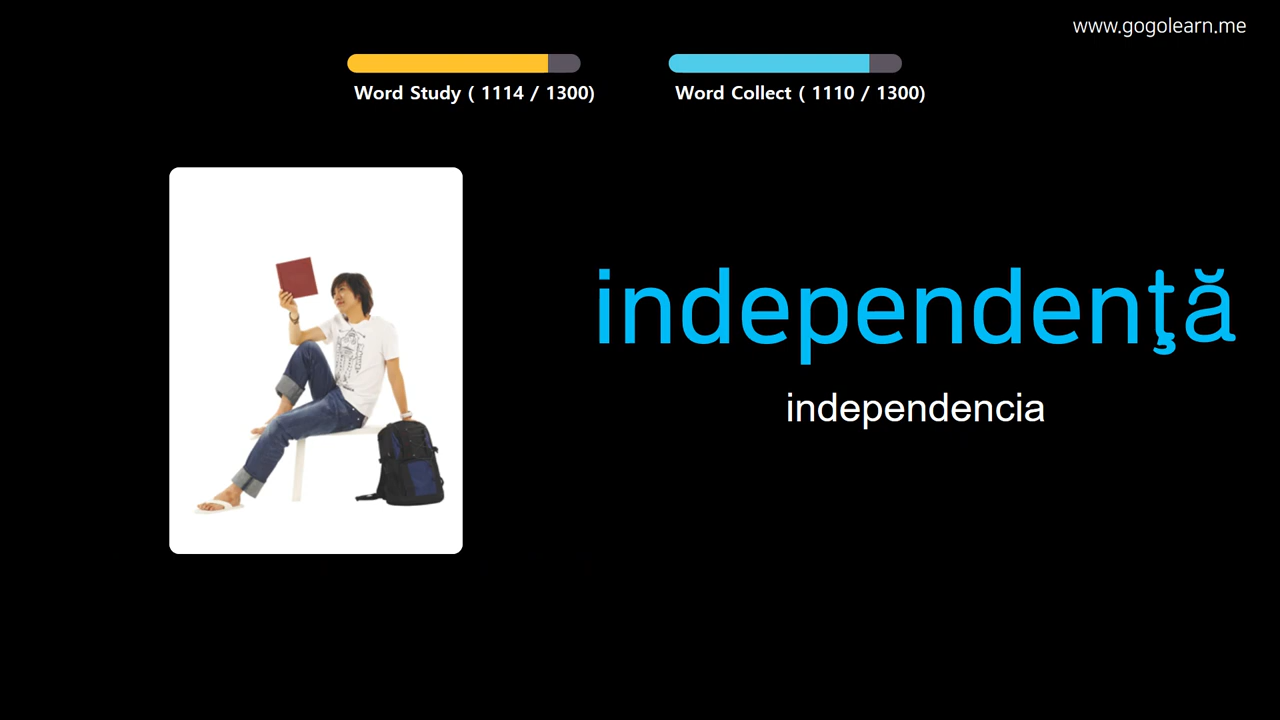 www.gogolearn.me
Word Study ( 1114 / 1300)
Word Collect ( 1110 / 1300)
independenţă
independencia